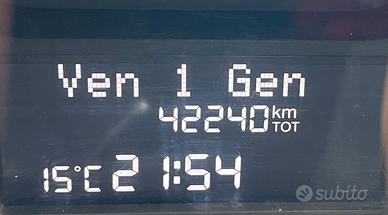 Ven 1 Gen
42240 km TOT
15°C 21:54
subito